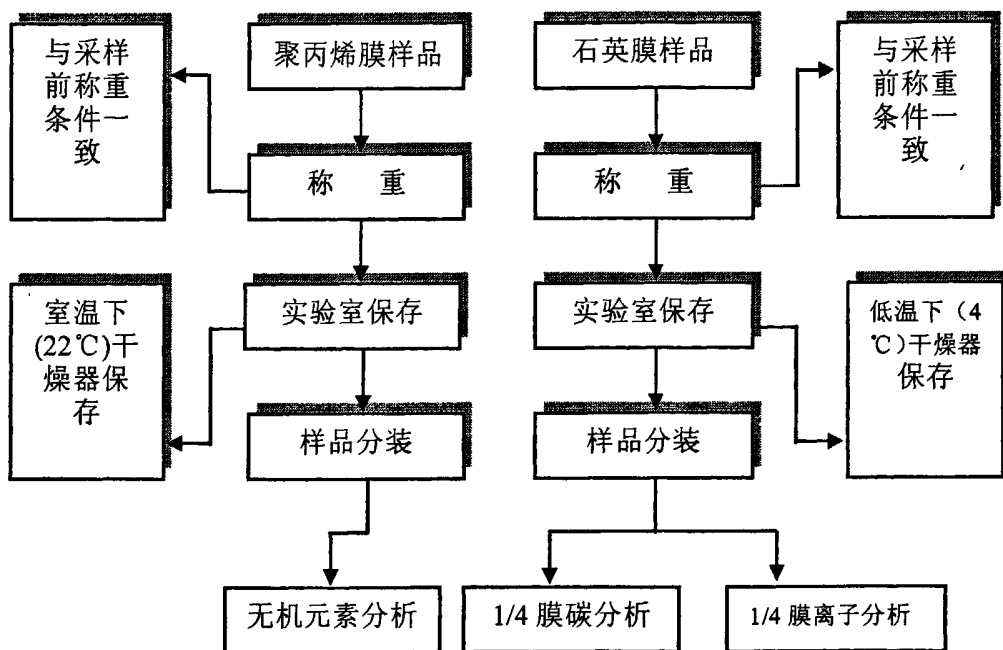 与采样
前称重
条件一
致
聚丙烯膜样品
石英膜样品
与采样
前称重
条件一
致
称 重
称 重
室温下
(22℃)干
燥器保
存
实验室保存
实验室保存
低温下（4
℃）干燥器
保存
样品分装
样品分装
无机元素分析
1/4 膜碳分析
1/4 膜离子分析